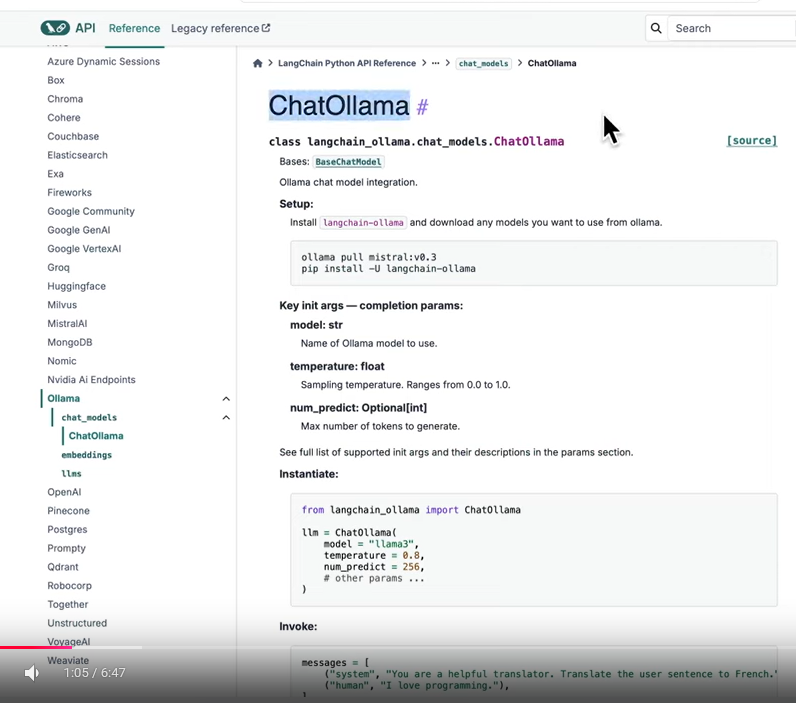 API Reference Legacy reference
Search
Azure Dynamic Sessions
Box
Chroma
Cohere
Couchbase
Elasticsearch
Exa
Fireworks
Google Community
Google GenAI
Google VertexAI
Groq
Huggingface
Milvus
MistralAI
MongoDB
Nomic
Nvidia Ai Endpoints
Ollama
chat_models
ChatOllama
embeddings
llms
OpenAI
Pinecone
Postgres
Prompty
Qdrant
Robocorp
Together
Unstructured
VoyageAI
Weaviate
LangChain Python API Reference > ··· > chat_models > ChatOllama
ChatOllama #
class langchain_ollama.chat_models.ChatOllama [source]
Bases: BaseChatModel
Ollama chat model integration.
Setup:
Install langchain-ollama and download any models you want to use from ollama.
ollama pull mistral:v0.3
pip install -U langchain-ollama
Key init args — completion params:
model: str
Name of Ollama model to use.
temperature: float
Sampling temperature. Ranges from 0.0 to 1.0.
num_predict: Optional[int]
Max number of tokens to generate.
See full list of supported init args and their descriptions in the params section.
Instantiate:
from langchain_ollama import ChatOllama
llm = ChatOllama(
model = "llama3",
temperature = 0.8,
num_predict = 256,
# other params ...
)
Invoke:
messages = [
("system", "You are a helpful translator. Translate the user sentence to French."
("human", "I love programming."),
1:05 / 6:47